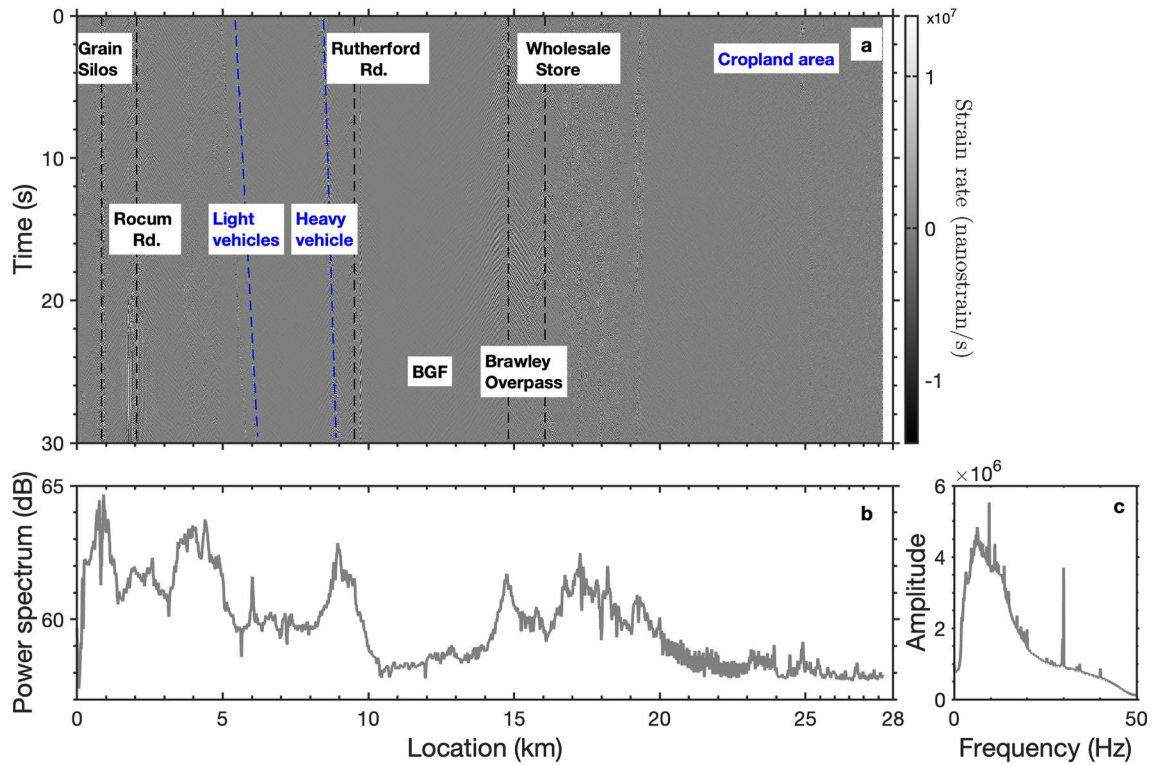 0
Grain
Silos
Rutherford
Rd.
Wholesale
Store
Cropland area
a
x10⁷
1
10
Rocum
Rd.
Light
vehicles
Heavy
vehicle
0
Time (s)
Strain rate (nanostrain/s)
20
BGF
Brawley
Overpass
-1
30
65
b
60
Power spectrum (dB)
0
5
10
15
20
25
28
Location (km)
×10⁶
6
c
4
2
0
Amplitude
0
50
Frequency (Hz)